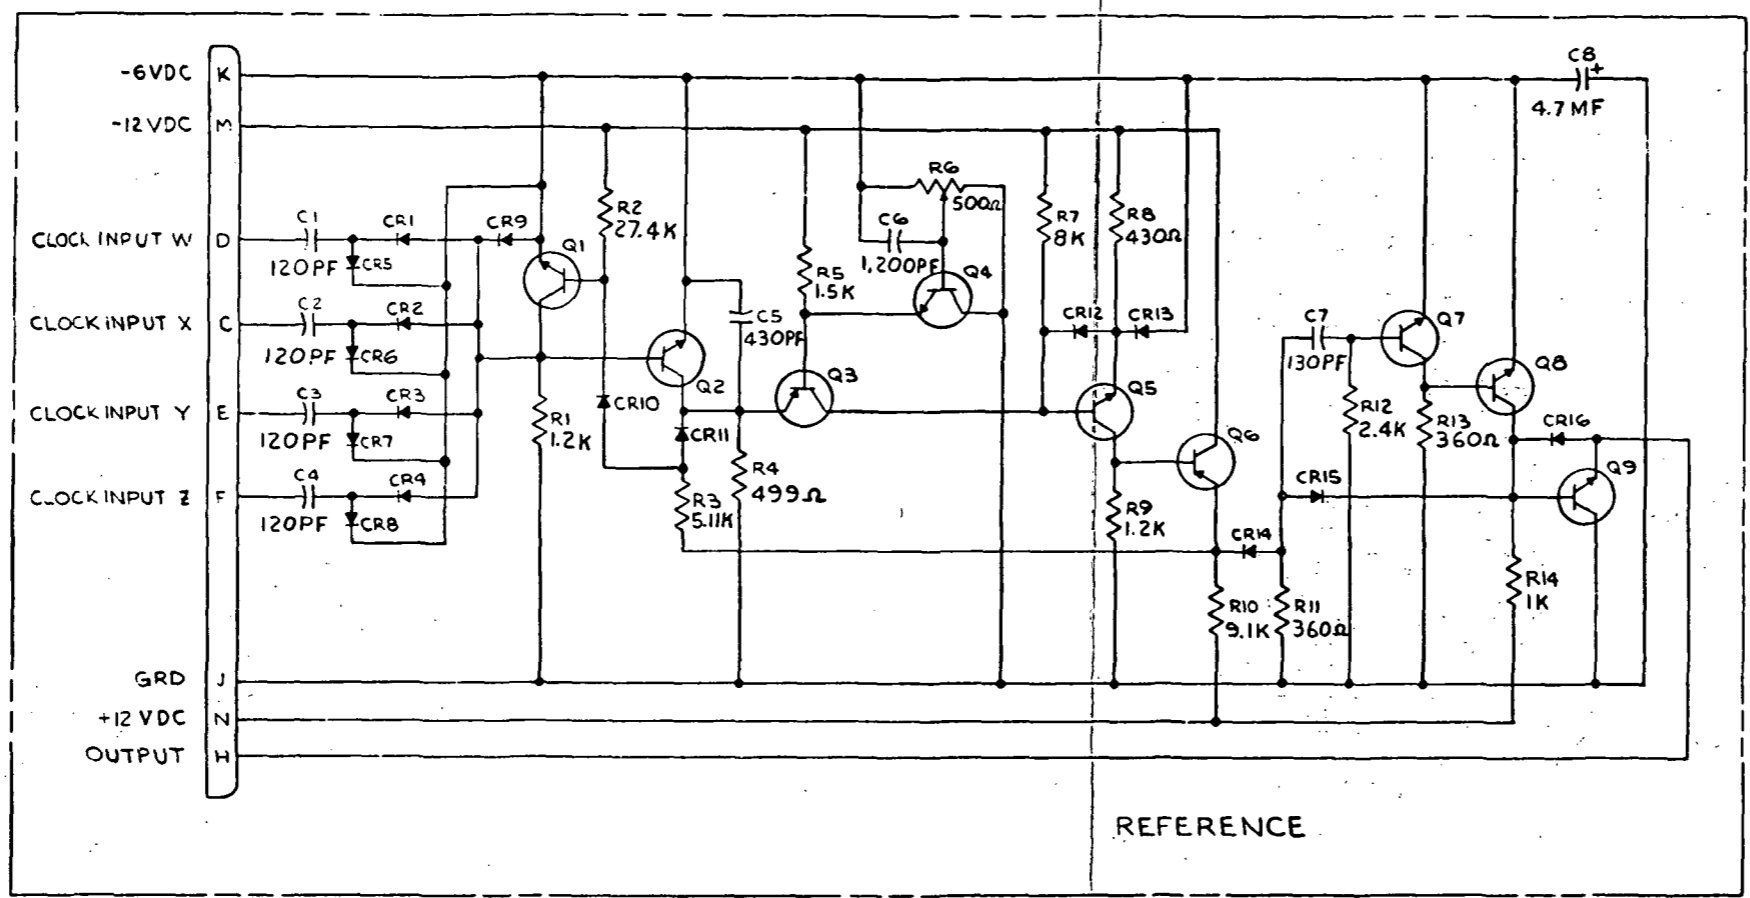 -6VDC K
C8
+
4.7 MF
-12VDC M
R6
500Ω
C1 CR1 CR9 Q1
R2
27.4K
C6
1,200PF
R7
8K
R8
430Ω
CLOCK INPUT W D
120PF CR5
R5
1.5K
Q4
C2 CR2
CLOCK INPUT X C
120PF CR6
C5
430PF
CR12 CR13
C7
130PF
Q7
Q2
Q3
Q5
Q8
C3 CR3
CLOCK INPUT Y E
120PF CR7
R1
1.2K
CR10
CR11
R12
2.4K
R13
360Ω
CR16
Q6
Q9
C4 CR4
CLOCK INPUT Z F
120PF CR8
R3
5.11K
R4
499Ω
CR15
R9
1.2K
CR14
R14
1K
R10
9.1K
R11
360Ω
GRD J
+12 VDC N
OUTPUT H
REFERENCE